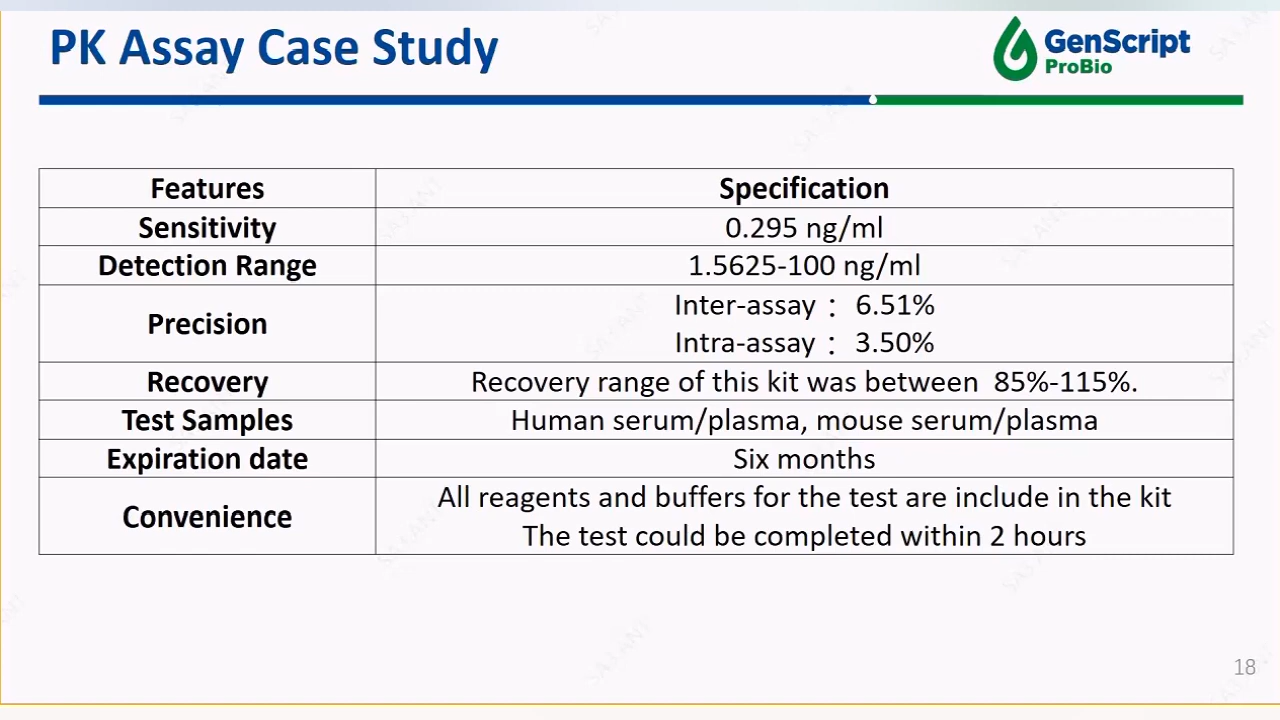 PK Assay Case Study
GenScript
ProBio
Features Specification
Sensitivity 0.295 ng/ml
Detection Range 1.5625-100 ng/ml
Precision
Inter-assay： 6.51%
Intra-assay： 3.50%
Recovery Recovery range of this kit was between 85%-115%.
Test Samples Human serum/plasma, mouse serum/plasma
Expiration date Six months
Convenience
All reagents and buffers for the test are include in the kit
The test could be completed within 2 hours
18